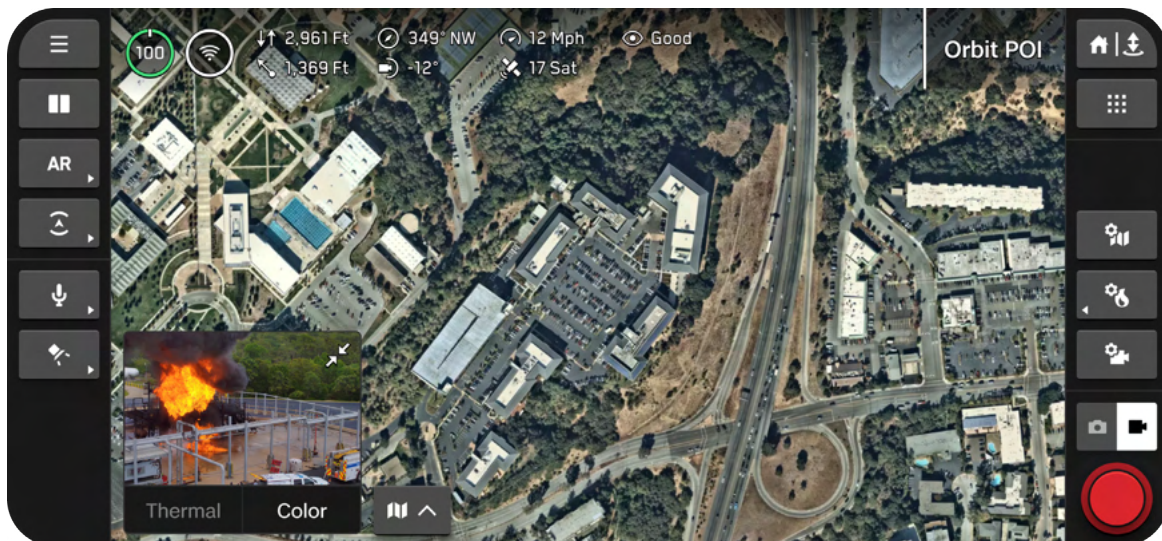 100
2,961 Ft
349° NW
12 Mph
Good
1,369 Ft
-12°
17 Sat
Orbit POI
AR
Thermal
Color